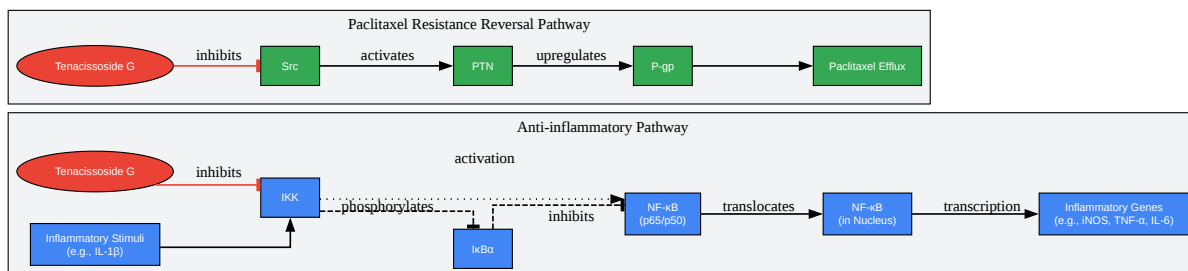 Paclitaxel Resistance Reversal Pathway
Tenacissoside G
inhibits
Src
activates
PTN
upregulates
P-gp
Paclitaxel Efflux
Anti-inflammatory Pathway
Tenacissoside G
inhibits
activation
IKK
phosphorylates
Inflammatory Stimuli
(e.g., IL-1β)
IκBα
inhibits
NF-κB
(p65/p50)
translocates
NF-κB
(in Nucleus)
transcription
Inflammatory Genes
(e.g., iNOS, TNF-α, IL-6)